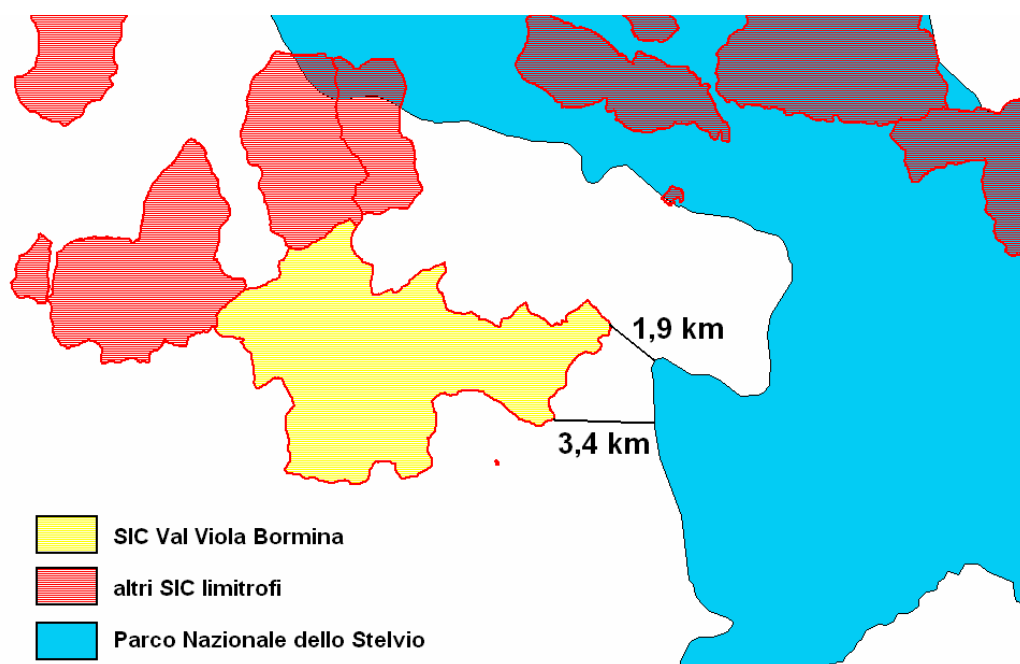 1,9 km
3,4 km
SIC Val Viola Bormina
altri SIC limitrofi
Parco Nazionale dello Stelvio